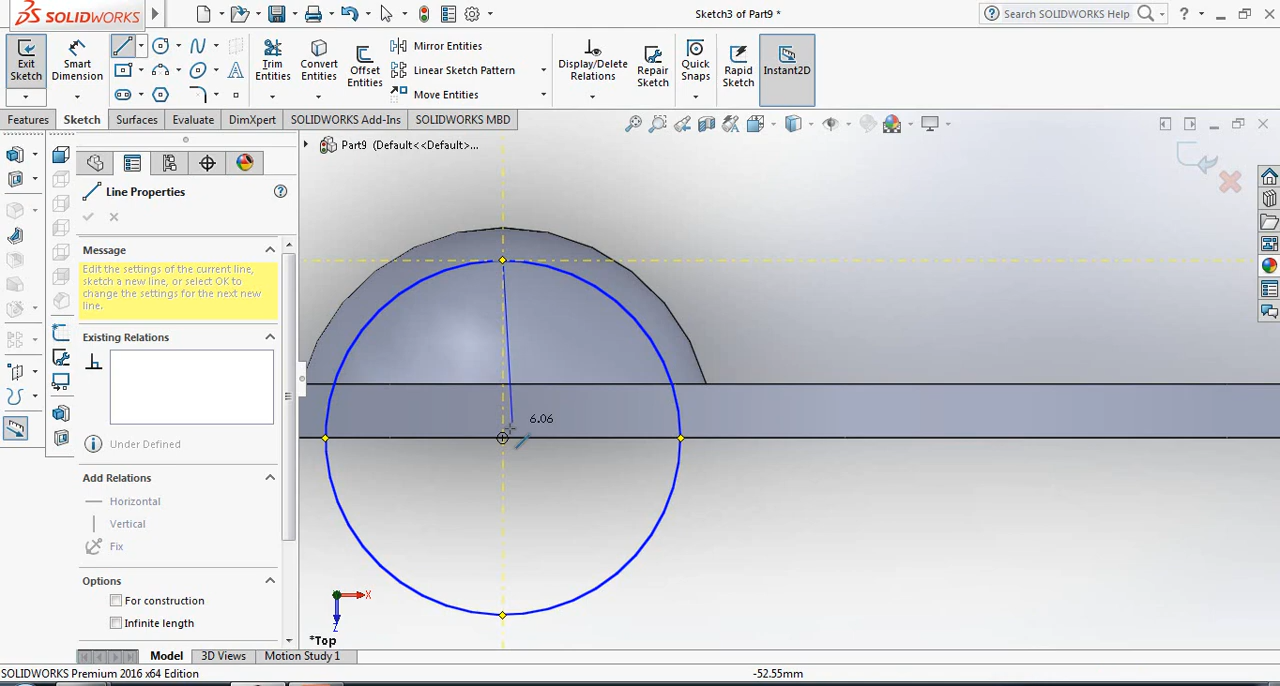 SOLIDWORKS
Sketch3 of Part9 *
Search SOLIDWORKS Help
Exit Sketch
Smart Dimension
Trim Entities
Convert Entities
Offset Entities
Mirror Entities
Linear Sketch Pattern
Move Entities
Display/Delete Relations
Repair Sketch
Quick Snaps
Rapid Sketch
Instant2D
Features
Sketch
Surfaces
Evaluate
DimXpert
SOLIDWORKS Add-Ins
SOLIDWORKS MBD
Part9 (Default<<Default>...
Line Properties
Message
Edit the settings of the current line,
sketch a new line, or select OK to
change the settings for the next new
line.
Existing Relations
Under Defined
Add Relations
Horizontal
Vertical
Fix
Options
For construction
Infinite length
6.06
X
Z
*Top
Model
3D Views
Motion Study 1
SOLIDWORKS Premium 2016 x64 Edition
-52.55mm